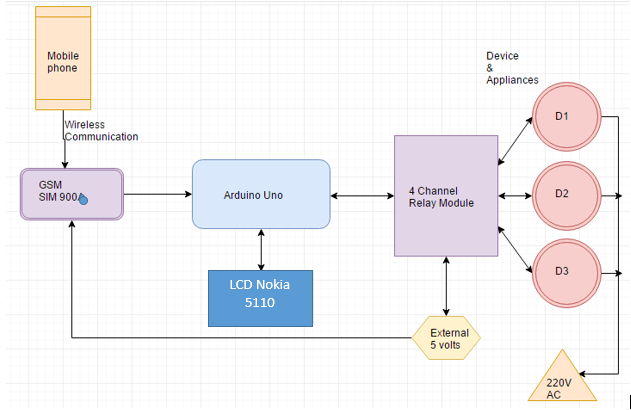 Mobile
phone
Device
&
Appliances
Wireless
Communication
D1
GSM
SIM 900A
Arduino Uno
4 Channel
Relay Module
D2
LCD Nokia
5110
D3
External
5 volts
220V
AC